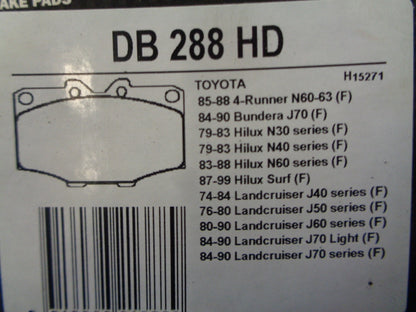 AKE PADS
DB 288 HD
H15271
TOYOTA
85-88 4-Runner N60-63 (F)
84-90 Bundera J70 (F)
79-83 Hilux N30 series (F)
79-83 Hilux N40 series (F)
83-88 Hilux N60 series (F)
87-99 Hilux Surf (F)
74-84 Landcruiser J40 series (F)
76-80 Landcruiser J50 series (F)
80-90 Landcruiser J60 series (F)
84-90 Landcruiser J70 Light (F)
84-90 Landcruiser J70 series (F)